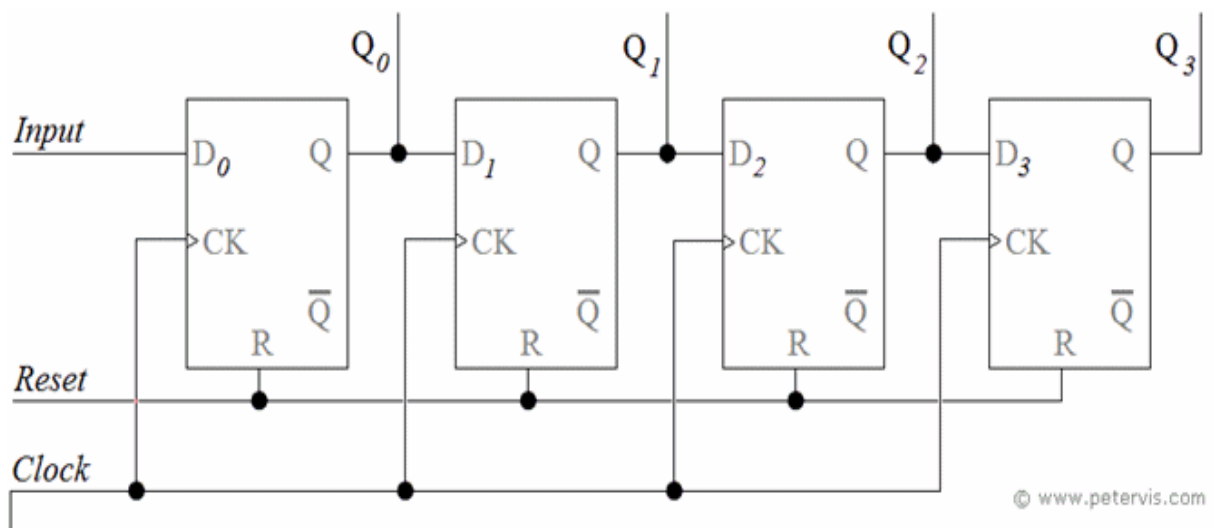 Q0 Q1 Q2 Q3
Input D0 Q D1 Q D2 Q D3 Q
CK CK CK CK
Q̅ Q̅ Q̅ Q̅
R R R R
Reset
Clock
© www.petervis.com